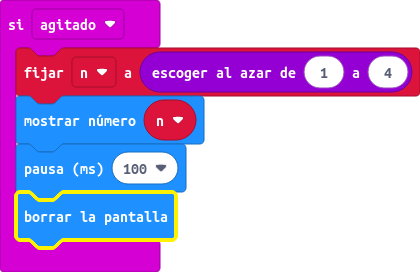 si agitado
fijar n a escoger al azar de 1 a 4
mostrar número n
pausa (ms) 100
borrar la pantalla